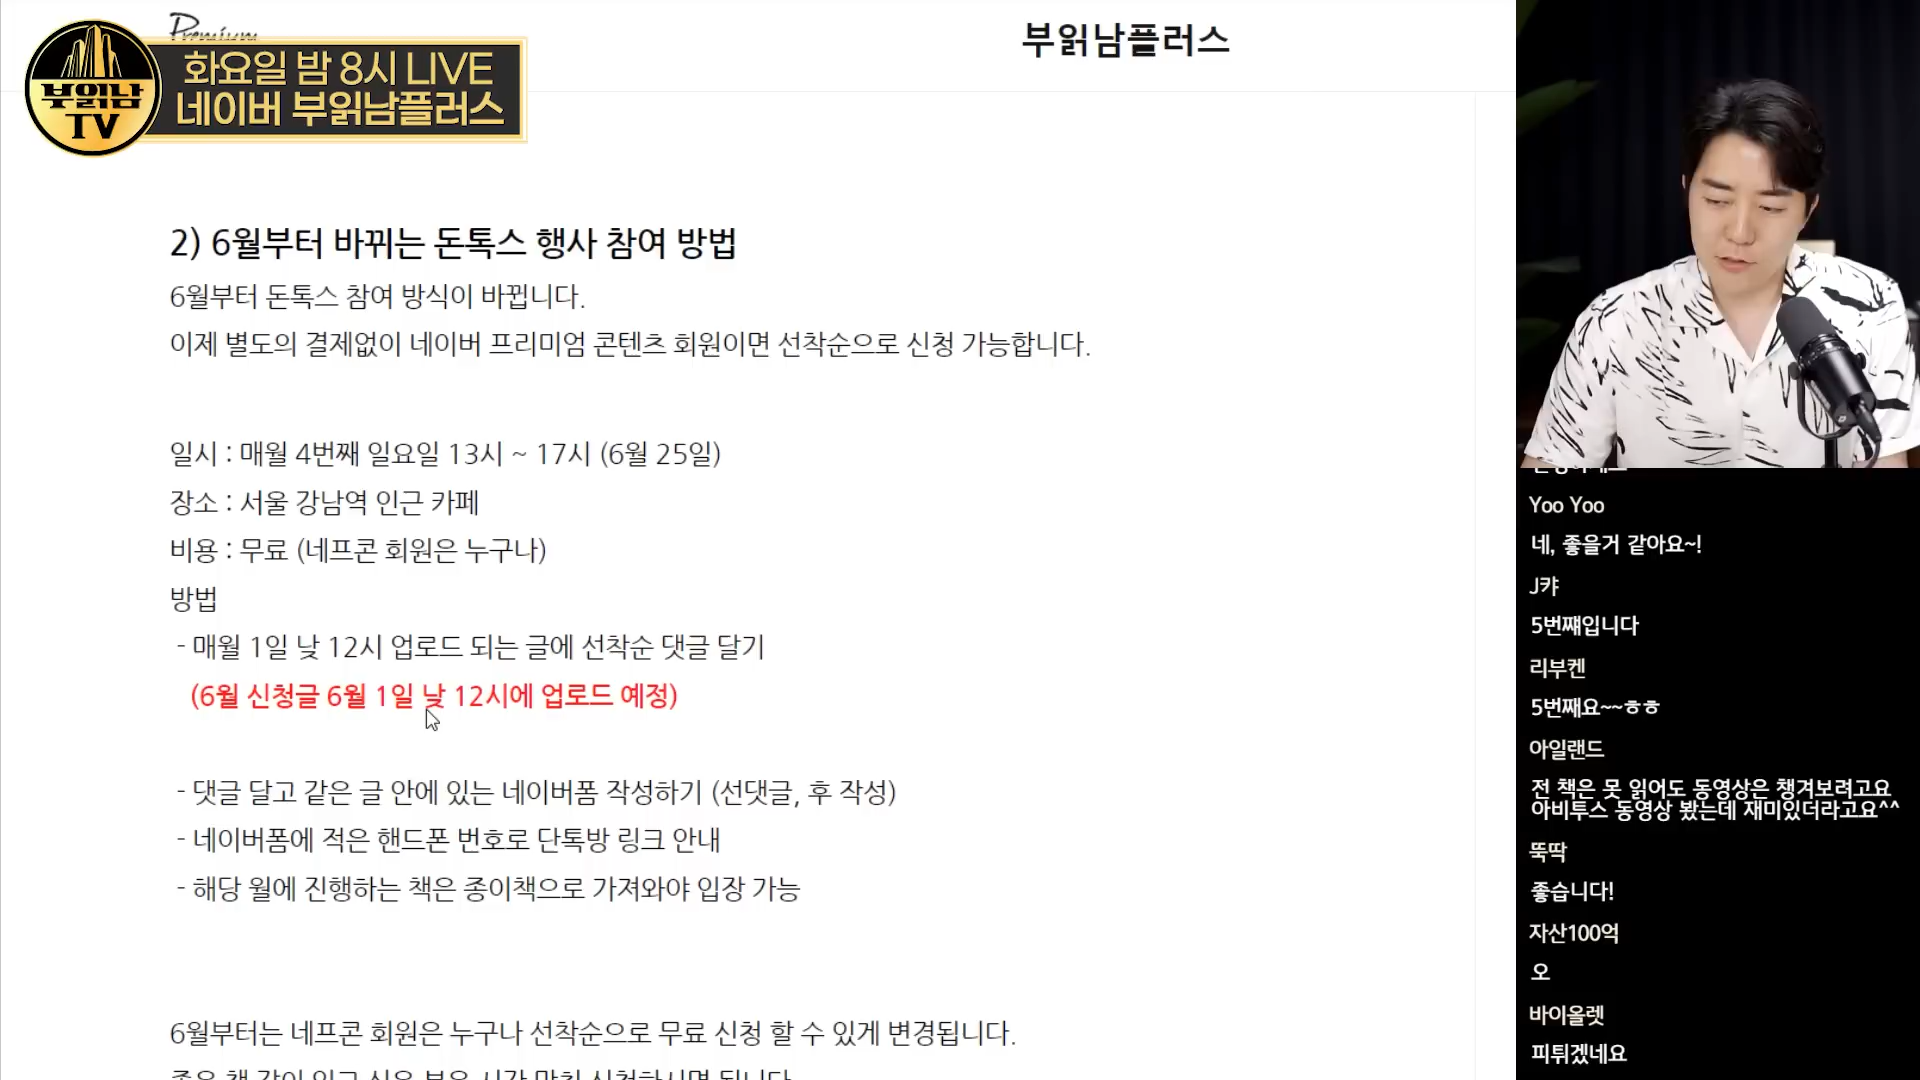 Premium
부읽남플러스
부읽남
TV
화요일 밤 8시 LIVE
네이버 부읽남플러스
2) 6월부터 바뀌는 돈톡스 행사 참여 방법
6월부터 돈톡스 참여 방식이 바뀝니다.
이제 별도의 결제없이 네이버 프리미엄 콘텐츠 회원이면 선착순으로 신청 가능합니다.
일시 : 매월 4번째 일요일 13시 ~ 17시 (6월 25일)
장소 : 서울 강남역 인근 카페
비용 : 무료 (네프콘 회원은 누구나)
방법
- 매월 1일 낮 12시 업로드 되는 글에 선착순 댓글 달기
(6월 신청글 6월 1일 낮 12시에 업로드 예정)
- 댓글 달고 같은 글 안에 있는 네이버폼 작성하기 (선댓글, 후 작성)
- 네이버폼에 적은 핸드폰 번호로 단톡방 링크 안내
- 해당 월에 진행하는 책은 종이책으로 가져와야 입장 가능
6월부터는 네프콘 회원은 누구나 선착순으로 무료 신청 할 수 있게 변경됩니다.
Yoo Yoo
네, 좋을거 같아요~!
J캬
5번쨰입니다
리부켄
5번째요~~ㅎㅎ
아일랜드
전 책은 못 읽어도 동영상은 챙겨보려고요
아비투스 동영상 봤는데 재미있더라고요^^
뚝딱
좋습니다!
자산100억
오
바이올렛
피튀겠네요